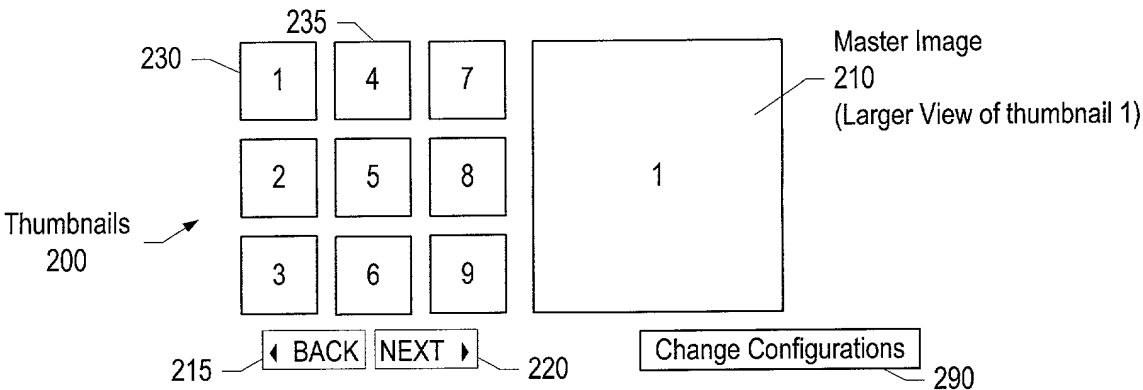 235
230
1 4 7
Master Image
210
(Larger View of thumbnail 1)
2 5 8
1
Thumbnails
200
3 6 9
BACK NEXT
Change Configurations
215
220
290